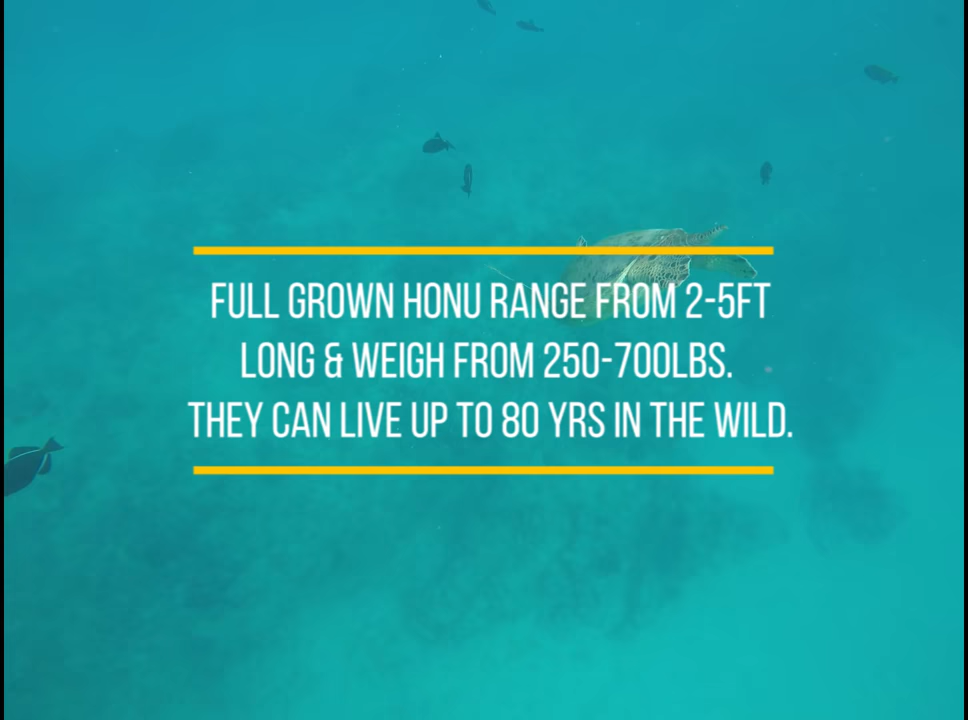 FULL GROWN HONU RANGE FROM 2-5FT
LONG & WEIGH FROM 250-700LBS.
THEY CAN LIVE UP TO 80 YRS IN THE WILD.